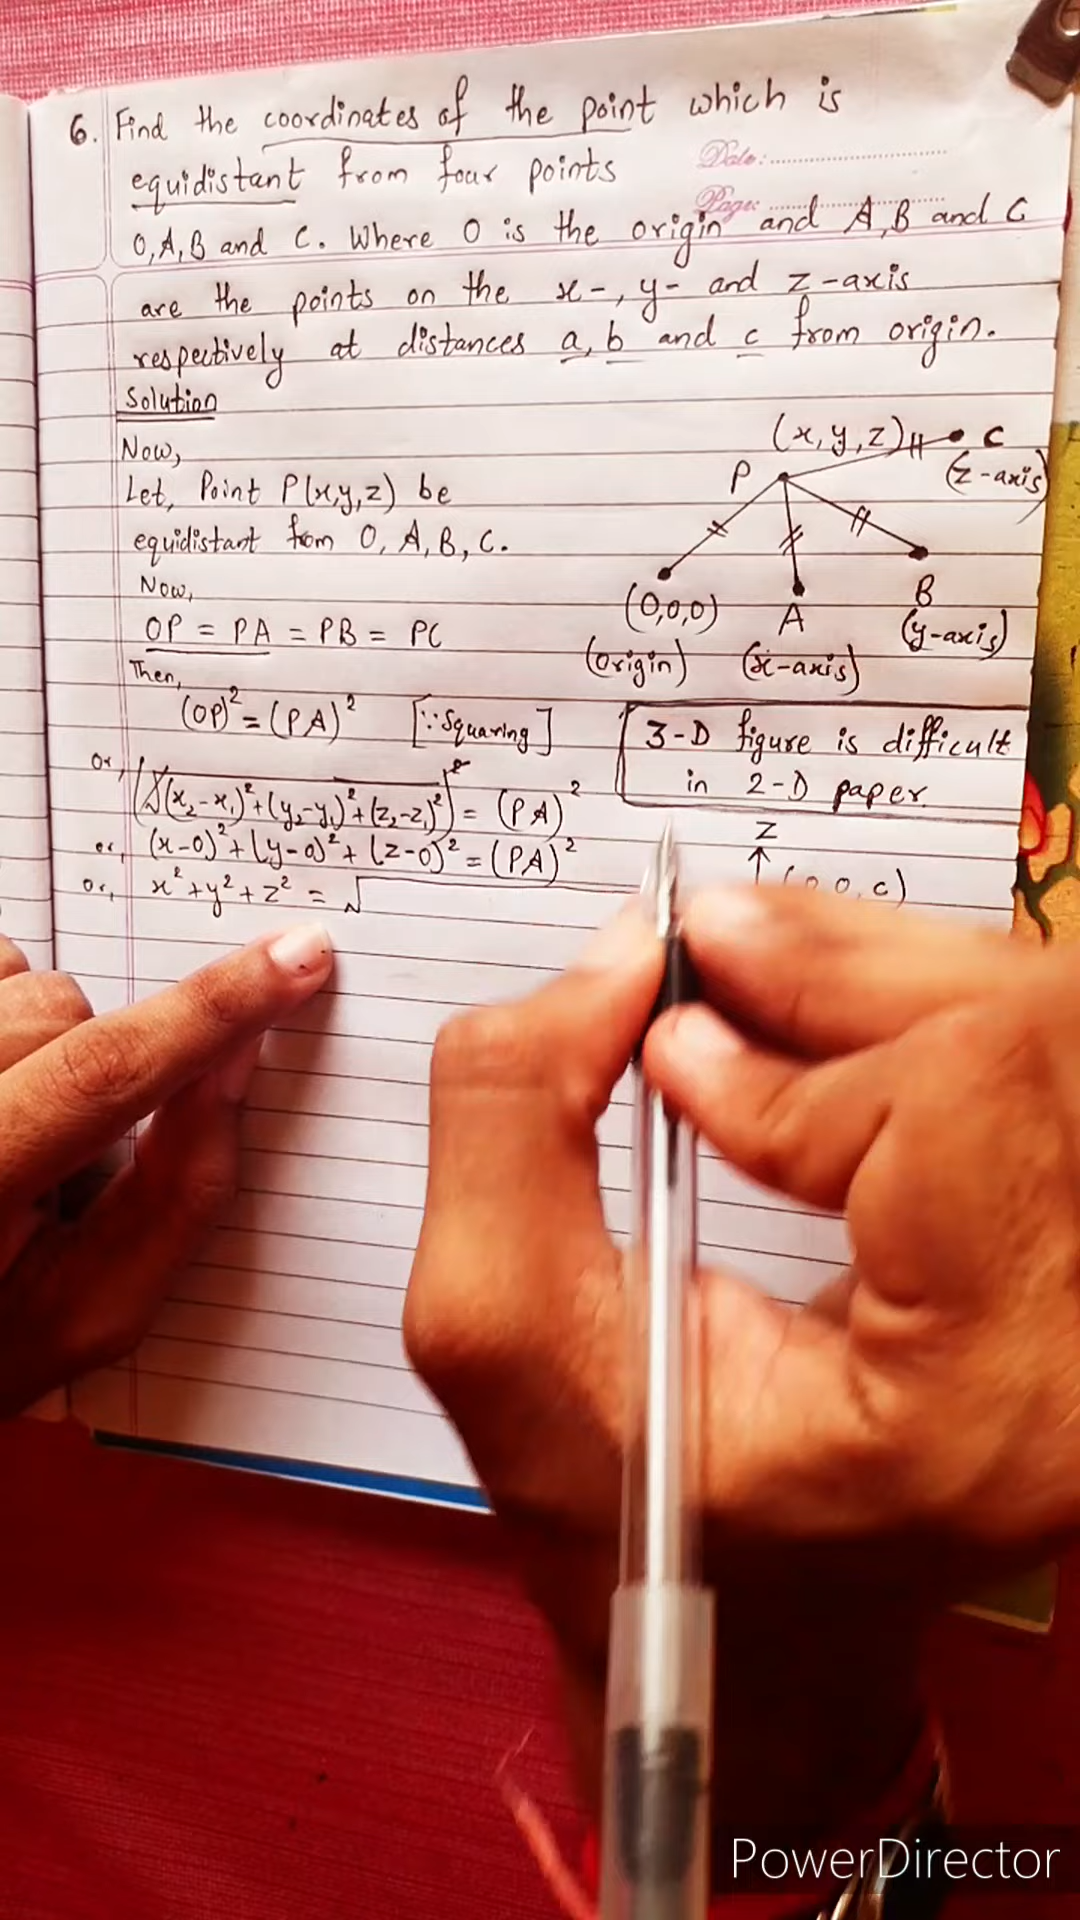 6. Find the coordinates of the point which is
Date:
equidistant from four points
Page:
O,A,B and C. Where O is the origin and A,B and C
are the points on the x-, y- and z-axis
respectively at distances a, b and c from origin.
Solution
Now,
Let, Point P(x,y,z) be
equidistant from O, A, B, C.
Now,
OP = PA = PB = PC
Then,
(OP)² = (PA)² [∵ Squaring]
Or, (√(x₂-x₁)²+(y₂-y₁)²+(z₂-z₁)²)² = (PA)²
or, (x-0)²+(y-0)²+(z-0)² = (PA)²
Or, x²+y²+z² = √
(x,y,z) C
P (z-axis)
(0,0,0) A B
(origin) (x-axis) (y-axis)
3-D figure is difficult
in 2-D paper.
Z
(0,0,c)
PowerDirector